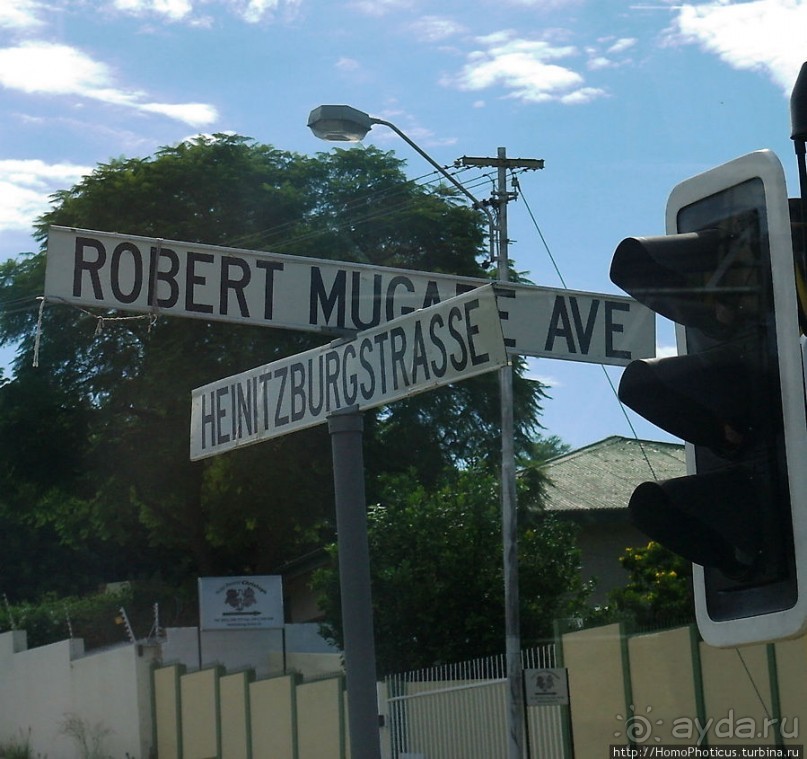 ROBERT MUGABE AVE
HEINITZBURGSTRASSE
ayda.ru
http://HomoPhoticus.turbina.ru